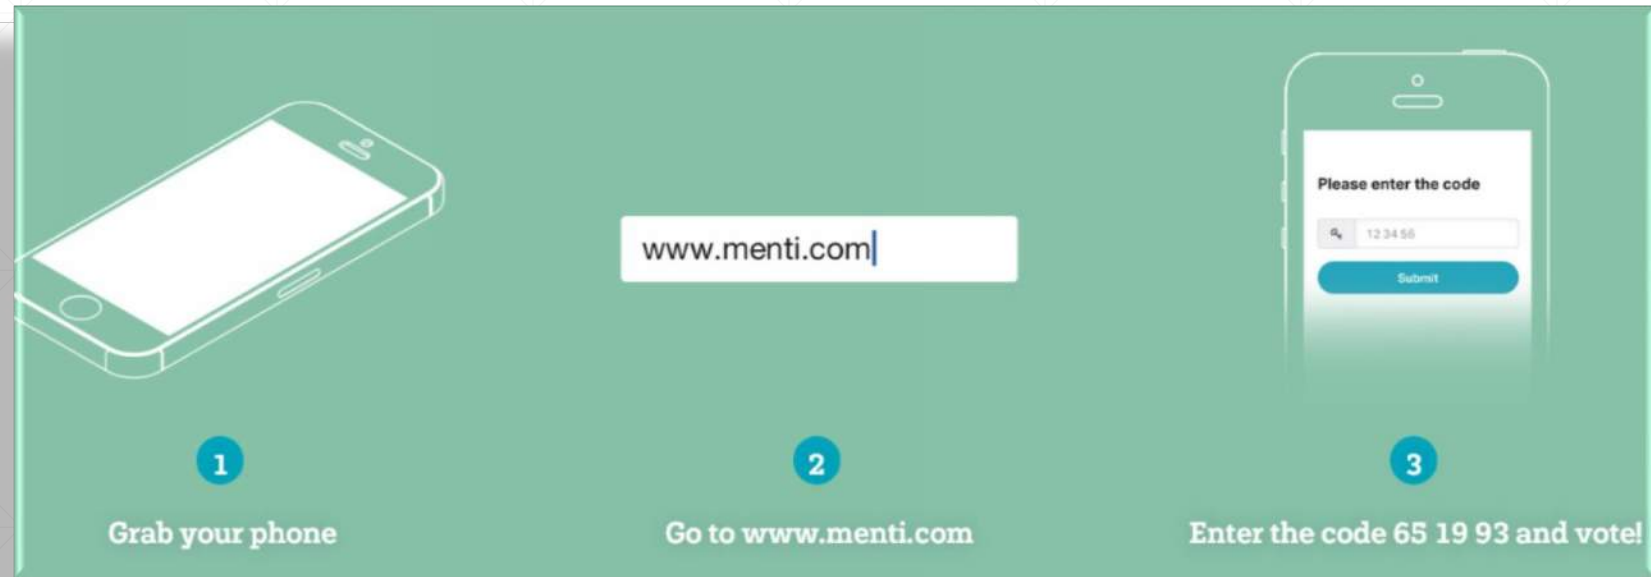 Please enter the code
12 34 56
Submit
www.menti.com
1
2
3
Grab your phone
Go to www.menti.com
Enter the code 65 19 93 and vote!